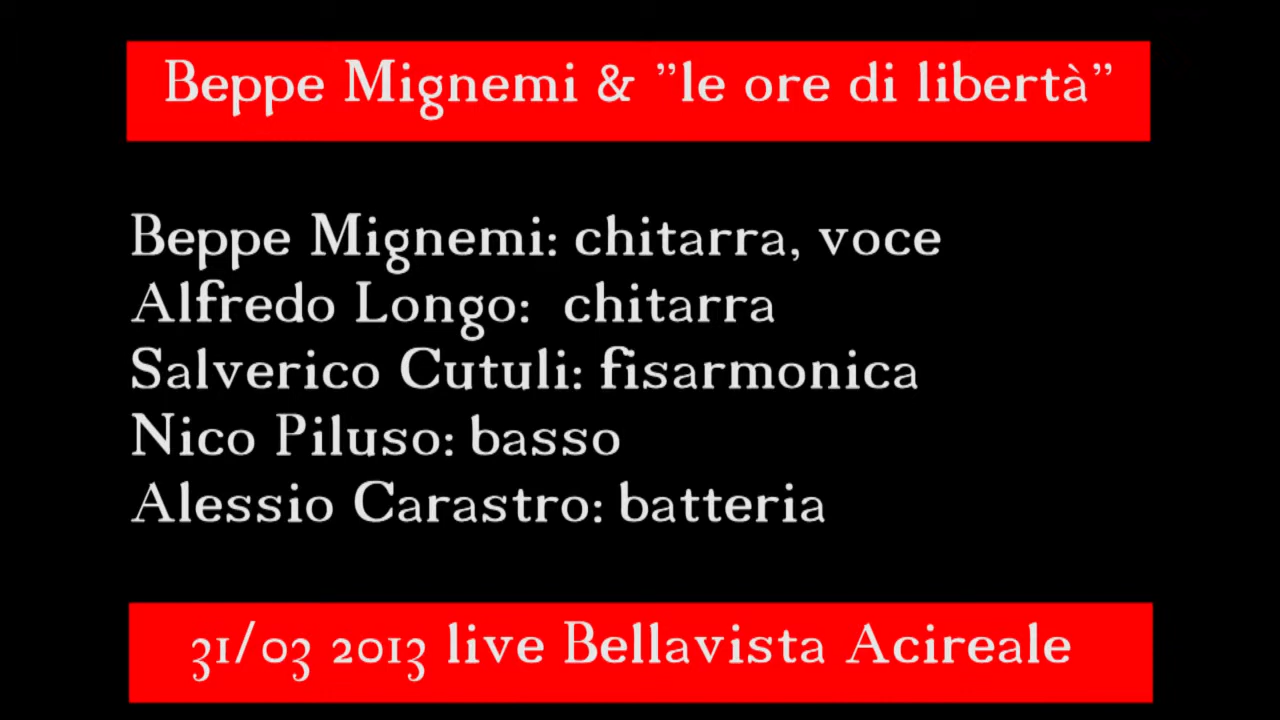 Beppe Mignemi & ”le ore di libertà”
Beppe Mignemi: chitarra, voce
Alfredo Longo: chitarra
Salverico Cutuli: fisarmonica
Nico Piluso: basso
Alessio Carastro: batteria
31/03 2013 live Bellavista Acireale